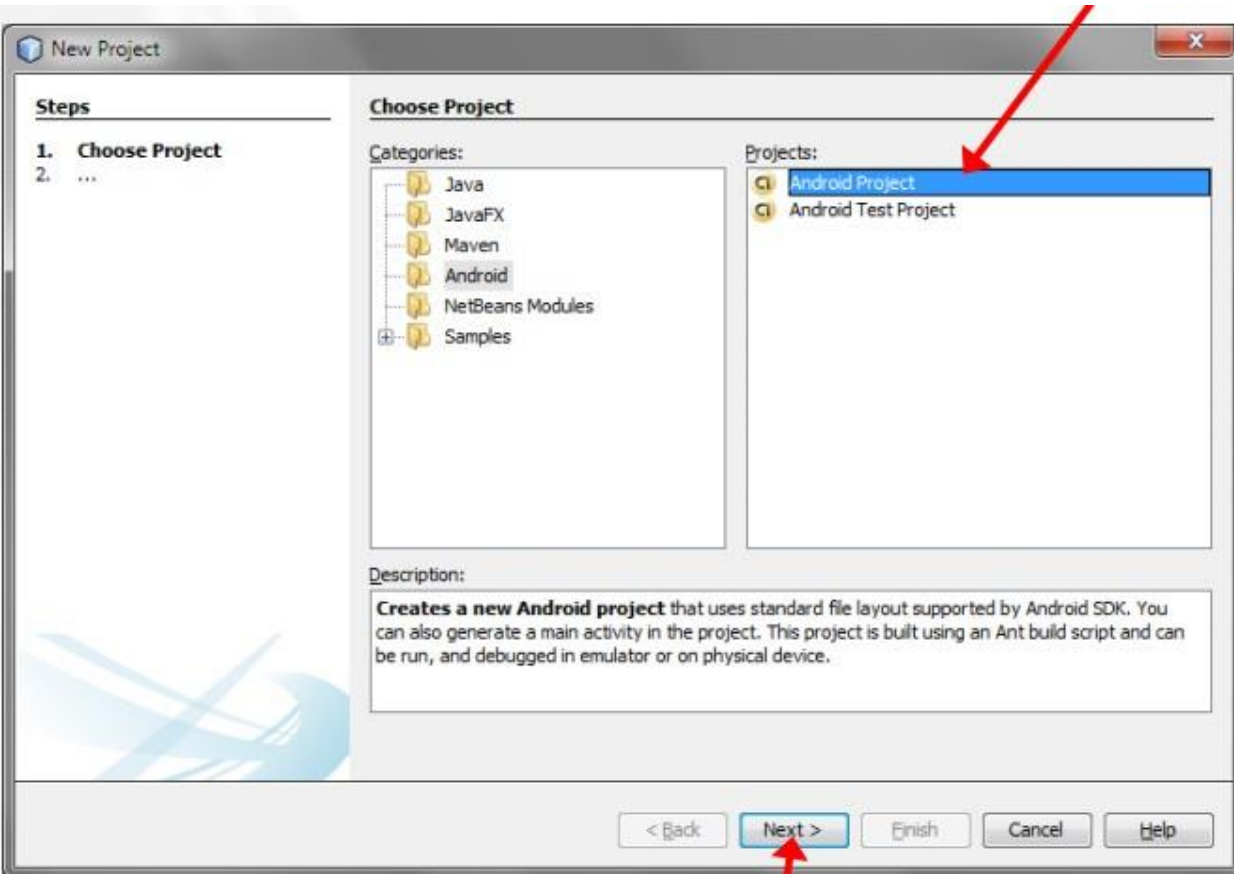 New Project
Steps
1. Choose Project
2. ...
Choose Project
Categories:
Java
JavaFX
Maven
Android
NetBeans Modules
Samples
Projects:
Android Project
Android Test Project
Description:
Creates a new Android project that uses standard file layout supported by Android SDK. You
can also generate a main activity in the project. This project is built using an Ant build script and can
be run, and debugged in emulator or on physical device.
< Back Next > Finish Cancel Help